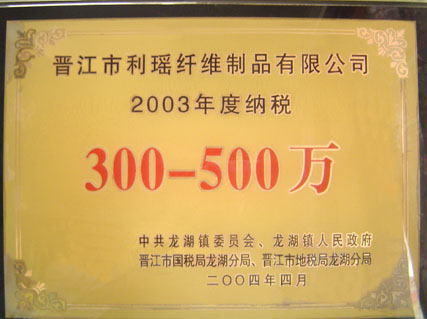 晋江市利瑶纤维制品有限公司
2003年度纳税
300-500万
中共龙湖镇委员会、龙湖镇人民政府
晋江市国税局龙湖分局、晋江市地税局龙湖分局
二〇〇四年四月